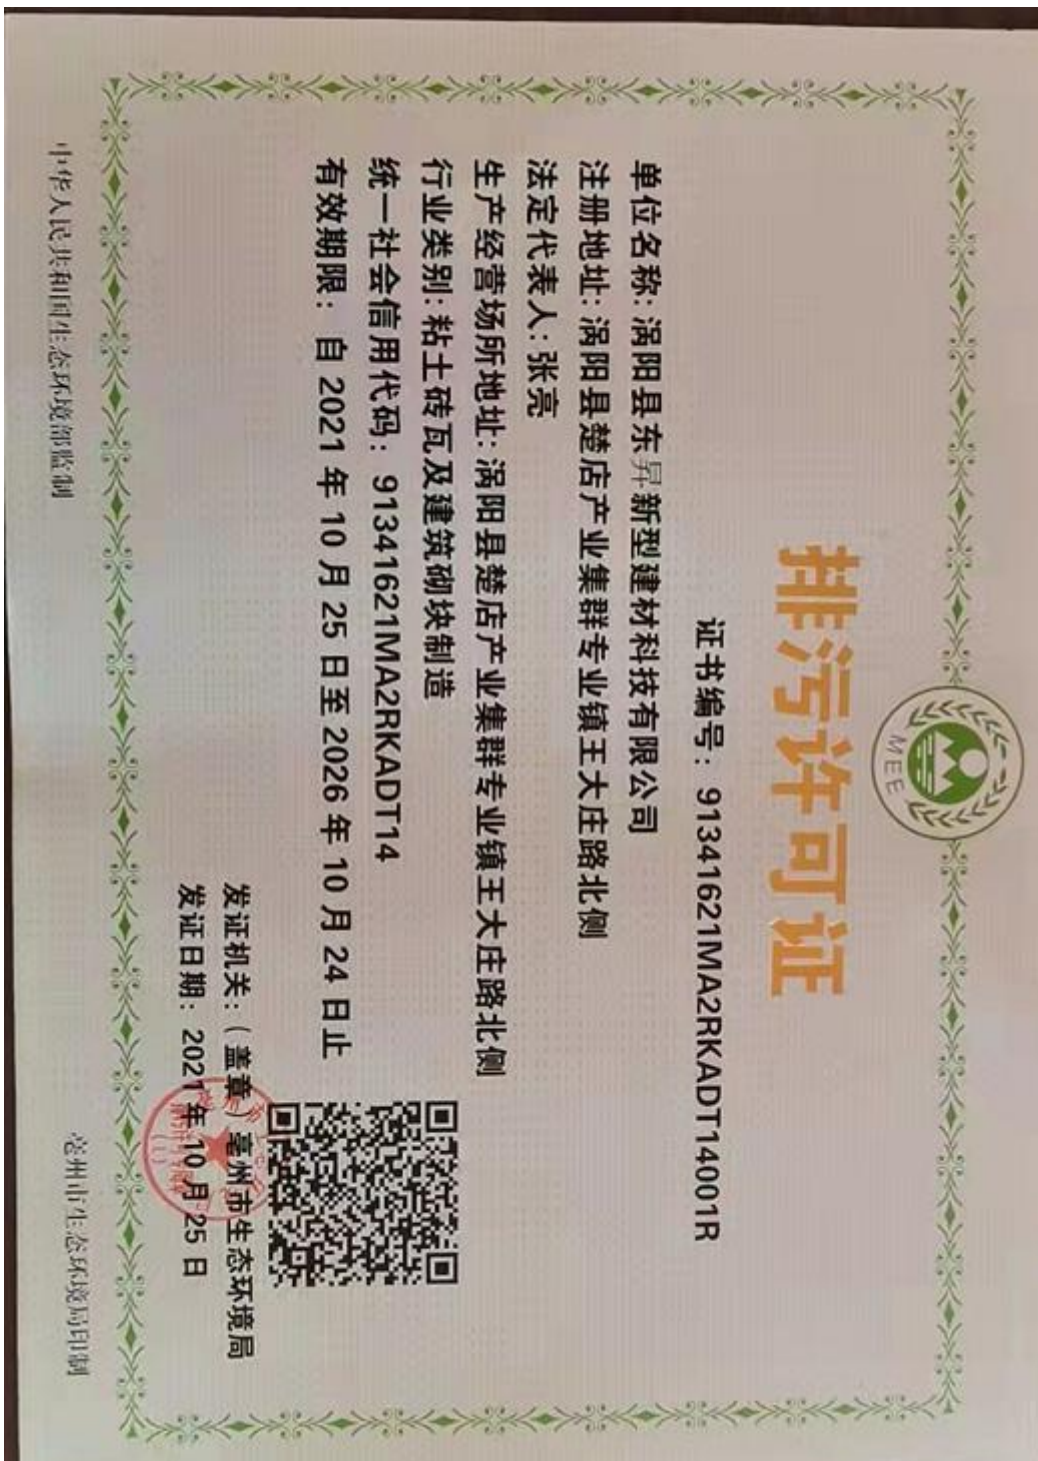 MEE
排污许可证
证书编号：91341621MA2RKADT14001R
单位名称：涡阳县东昇新型建材科技有限公司
注册地址：涡阳县楚店产业集群专业镇王大庄路北侧
法定代表人：张亮
生产经营场所地址：涡阳县楚店产业集群专业镇王大庄路北侧
行业类别：粘土砖瓦及建筑砌块制造
统一社会信用代码：91341621MA2RKADT14
有效期限：自2021年10月25日至2026年10月24日止
发证机关：（盖章）亳州市生态环境局
发证日期：2021年10月25日
中华人民共和国生态环境部监制
亳州市生态环境局印制